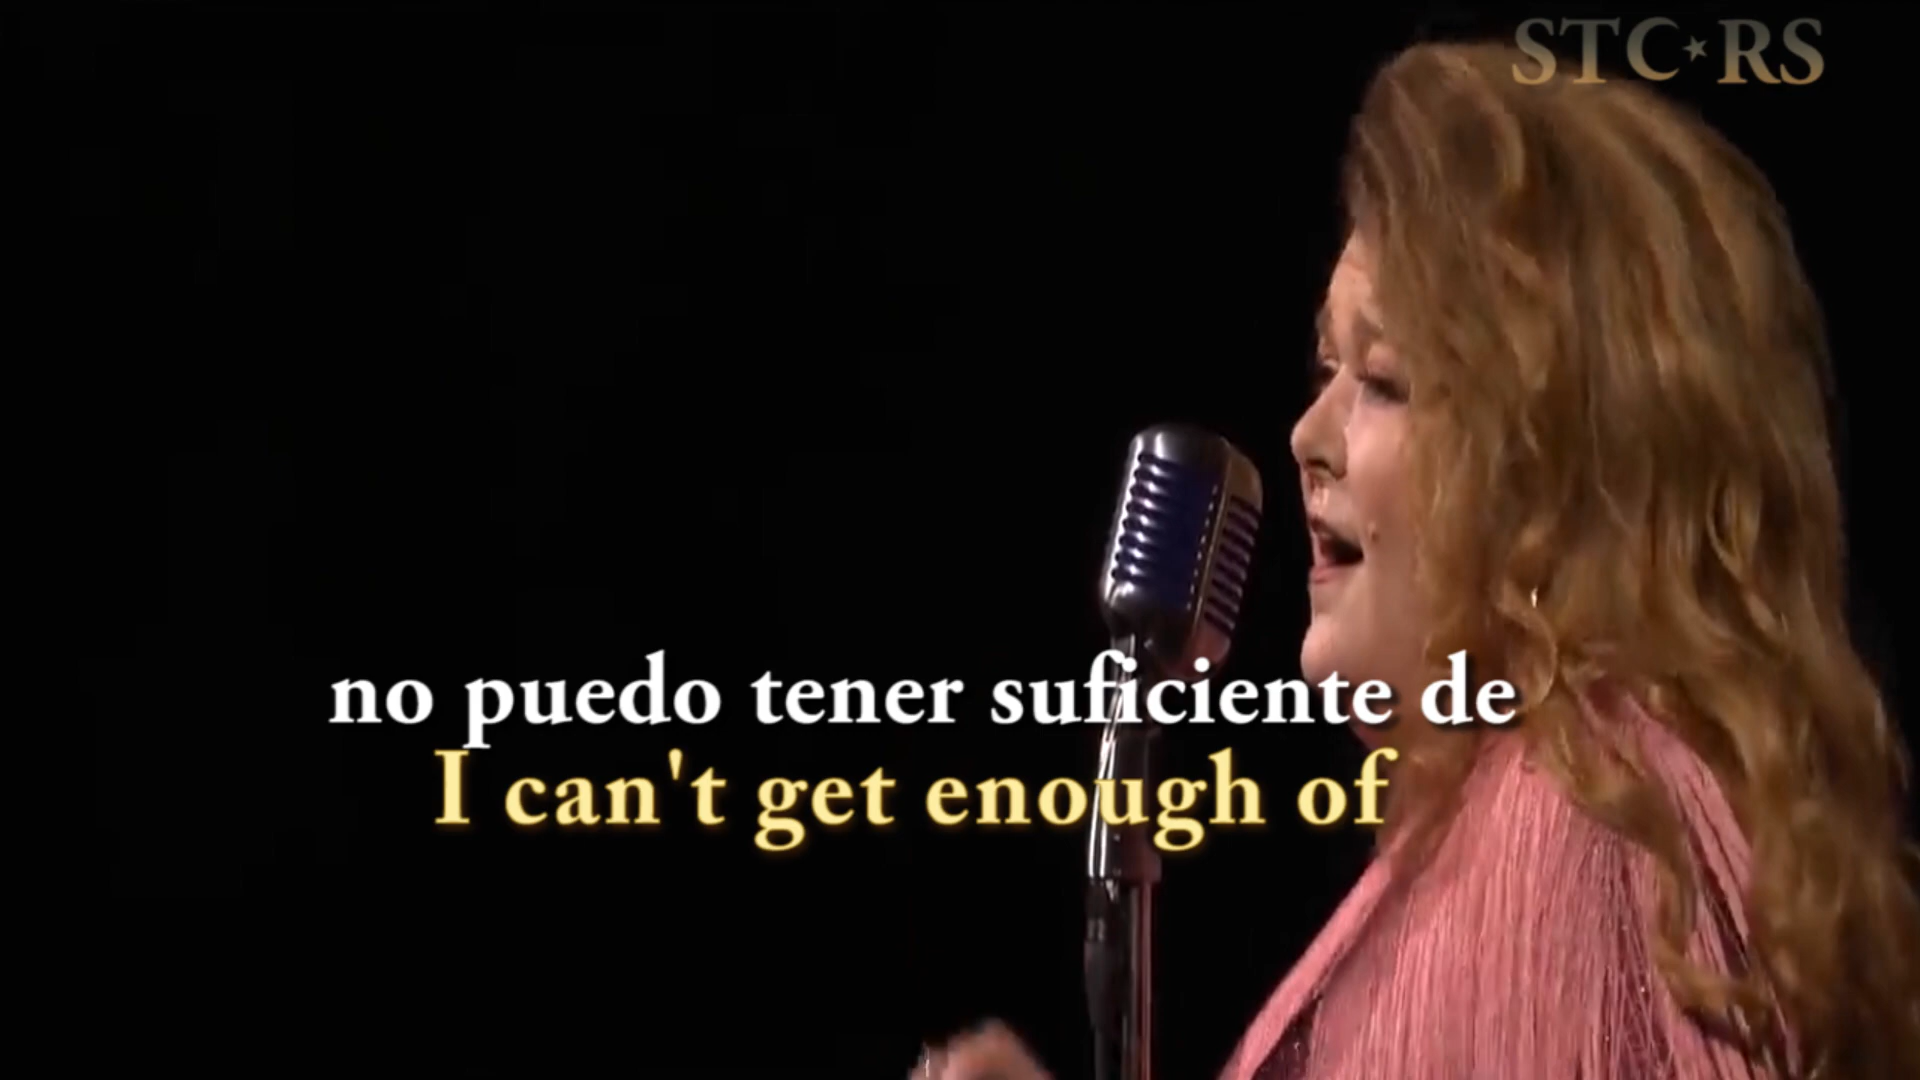 STC★RS
no puedo tener suficiente de
I can't get enough of